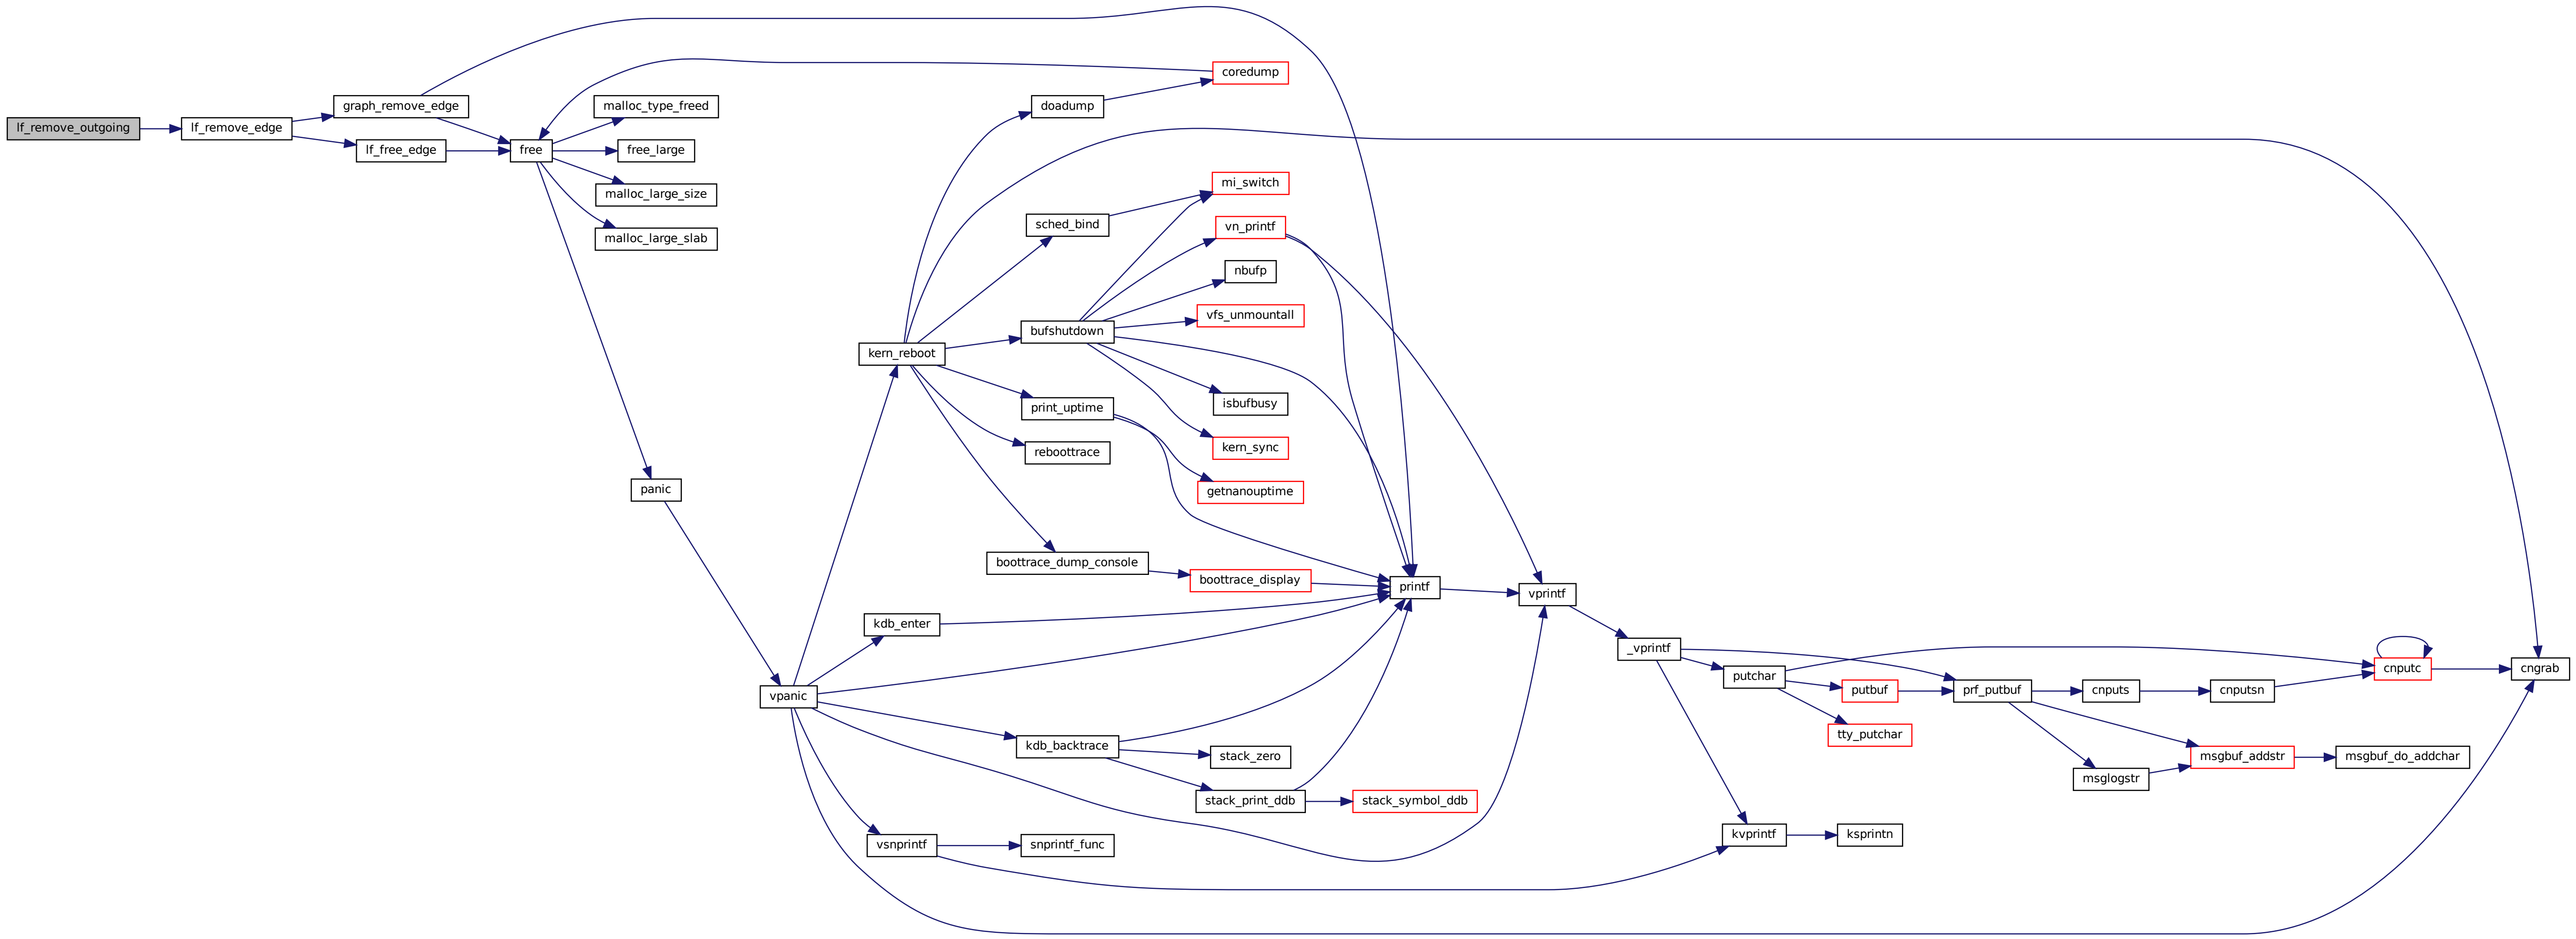 lf_remove_outgoing
lf_remove_edge
graph_remove_edge
lf_free_edge
free
malloc_type_freed
free_large
malloc_large_size
malloc_large_slab
panic
vpanic
kern_reboot
kdb_enter
vsnprintf
doadump
sched_bind
bufshutdown
print_uptime
reboottrace
boottrace_dump_console
kdb_backtrace
snprintf_func
coredump
mi_switch
vn_printf
nbufp
vfs_unmountall
isbufbusy
kern_sync
getnanouptime
boottrace_display
stack_zero
stack_print_ddb
printf
stack_symbol_ddb
vprintf
_vprintf
putchar
kvprintf
putbuf
tty_putchar
ksprintn
prf_putbuf
cnputs
msglogstr
cnputsn
msgbuf_addstr
cnputc
msgbuf_do_addchar
cngrab